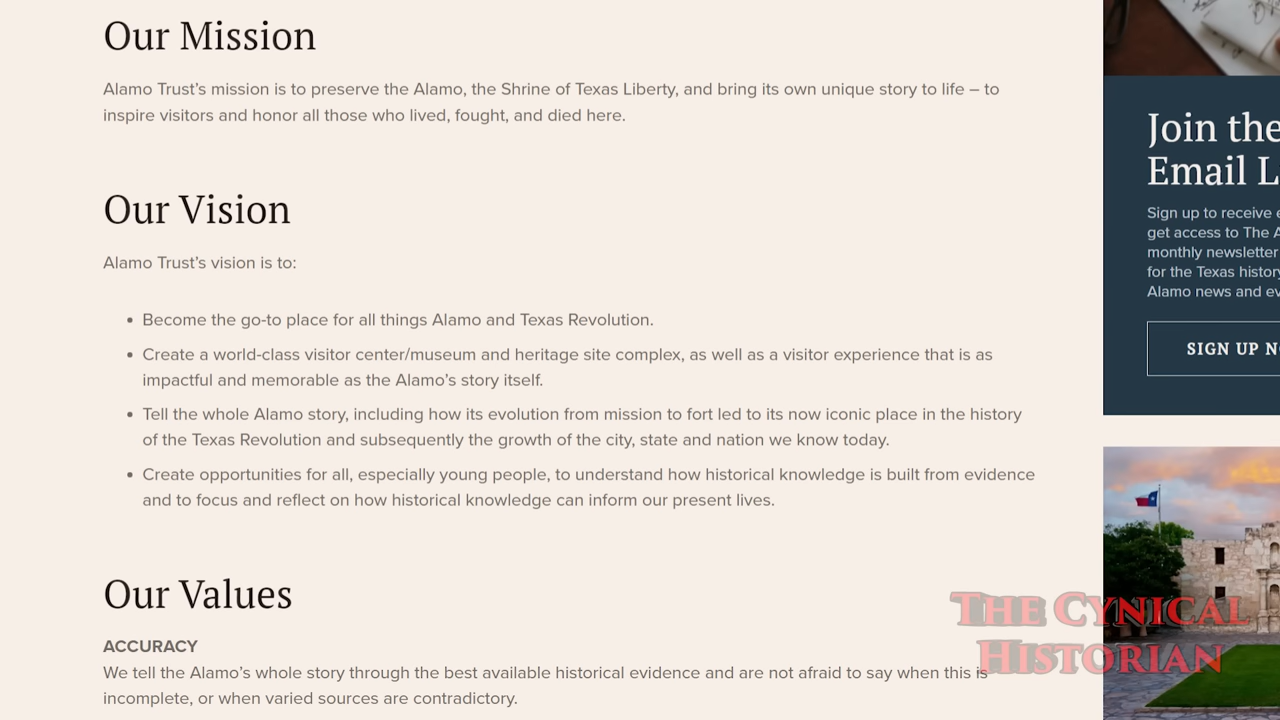 Our Mission
Alamo Trust’s mission is to preserve the Alamo, the Shrine of Texas Liberty, and bring its own unique story to life – to
inspire visitors and honor all those who lived, fought, and died here.
Our Vision
Alamo Trust’s vision is to:
• Become the go-to place for all things Alamo and Texas Revolution.
• Create a world-class visitor center/museum and heritage site complex, as well as a visitor experience that is as
impactful and memorable as the Alamo’s story itself.
• Tell the whole Alamo story, including how its evolution from mission to fort led to its now iconic place in the history
of the Texas Revolution and subsequently the growth of the city, state and nation we know today.
• Create opportunities for all, especially young people, to understand how historical knowledge is built from evidence
and to focus and reflect on how historical knowledge can inform our present lives.
Our Values
ACCURACY
We tell the Alamo’s whole story through the best available historical evidence and are not afraid to say when this is
incomplete, or when varied sources are contradictory.
Join the
Email L
Sign up to receive e
get access to The A
monthly newsletter
for the Texas history
Alamo news and ev
SIGN UP NO
The Cynical
Historian